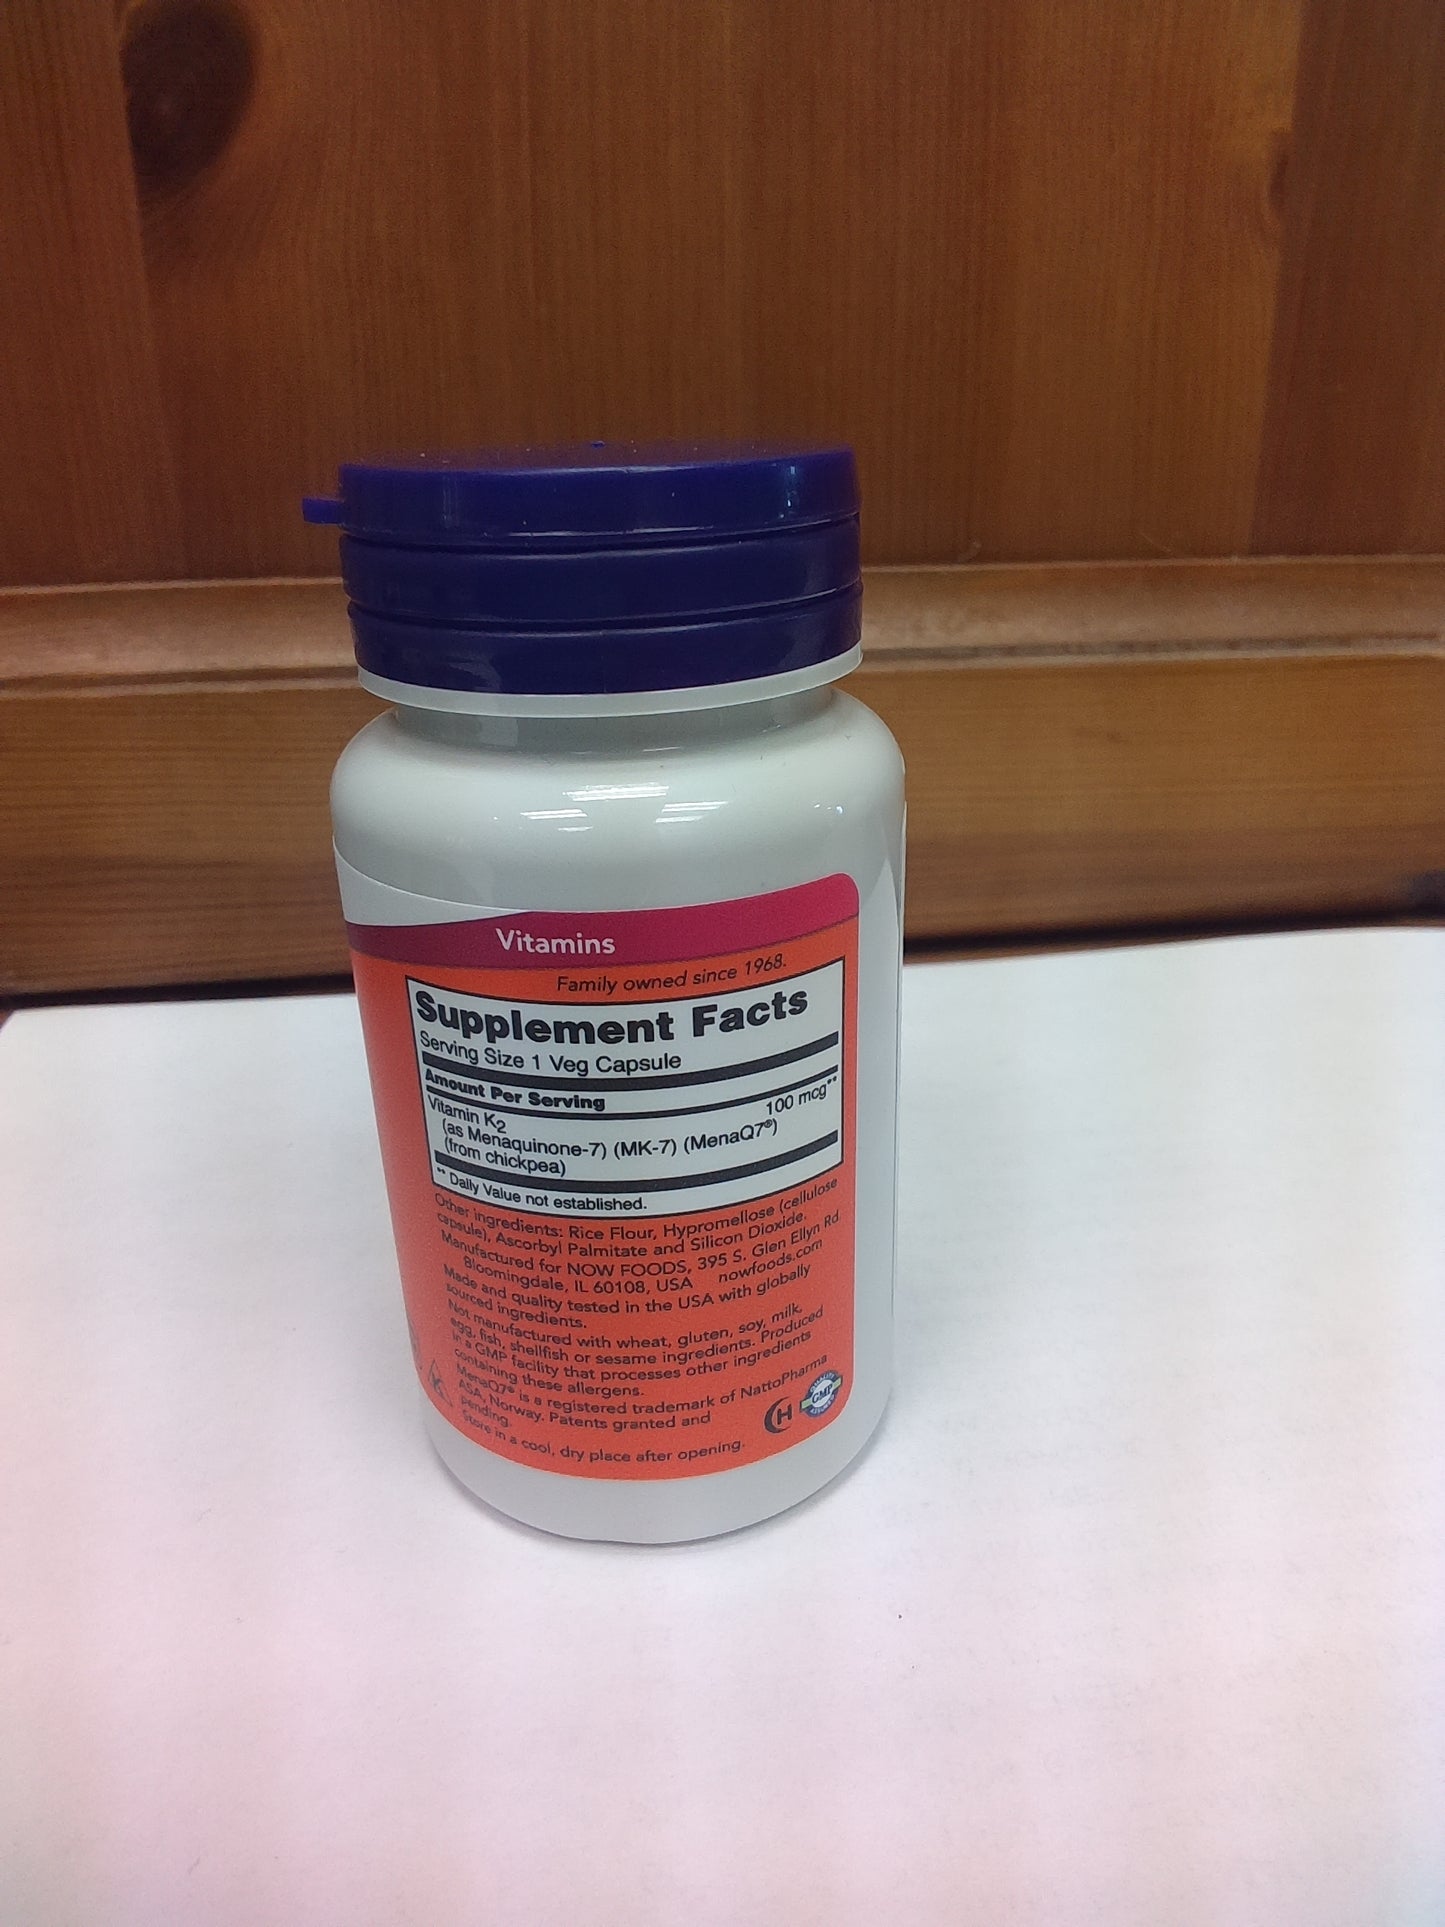 Vitamins
Family owned since 1968.
Supplement Facts
Serving Size 1 Veg Capsule
Amount Per Serving
Vitamin K2 100 mcg**
(as Menaquinone-7) (MK-7) (MenaQ7®)
(from chickpea)
** Daily Value not established.
Other ingredients: Rice Flour, Hypromellose (cellulose
capsule), Ascorbyl Palmitate and Silicon Dioxide.
Manufactured for NOW FOODS, 395 S. Glen Ellyn Rd.
Bloomingdale, IL 60108, USA nowfoods.com
Made and quality tested in the USA with globally
sourced ingredients.
Not manufactured with wheat, gluten, soy, milk,
egg, fish, shellfish or sesame ingredients. Produced
in a GMP facility that processes other ingredients
containing these allergens.
MenaQ7® is a registered trademark of NattoPharma
ASA, Norway. Patents granted and
pending.
Store in a cool, dry place after opening.
K
H
GMP